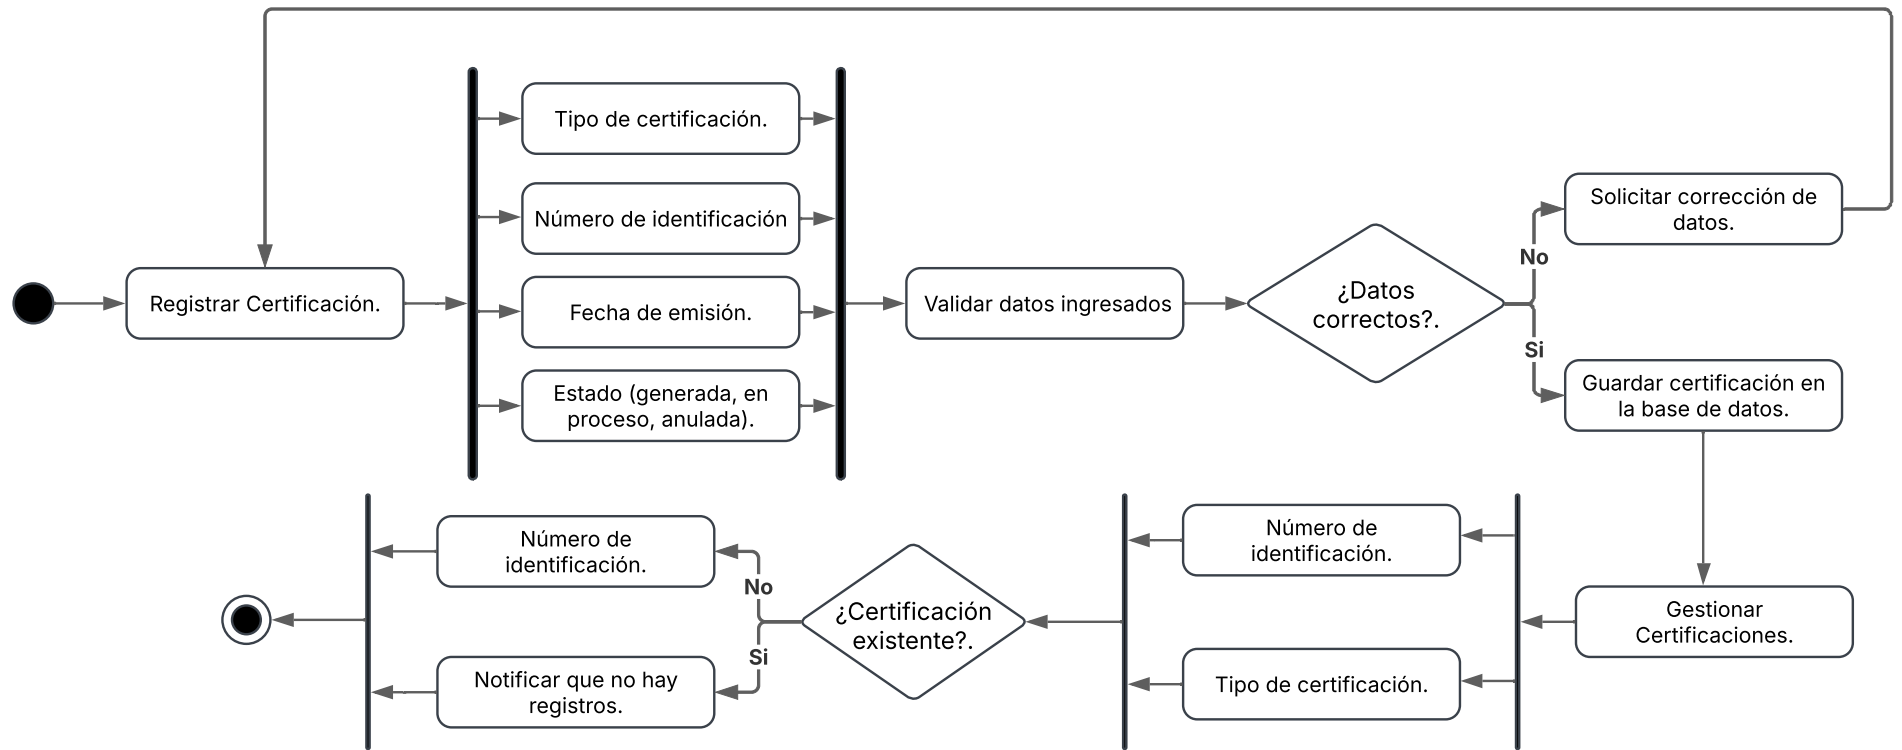 Tipo de certificación.
Número de identificación
Fecha de emisión.
Estado (generada, en
proceso, anulada).
Registrar Certificación.
Validar datos ingresados
¿Datos
correctos?.
No
Si
Solicitar corrección de
datos.
Guardar certificación en
la base de datos.
Gestionar
Certificaciones.
Número de
identificación.
Tipo de certificación.
¿Certificación
existente?.
No
Si
Número de
identificación.
Notificar que no hay
registros.